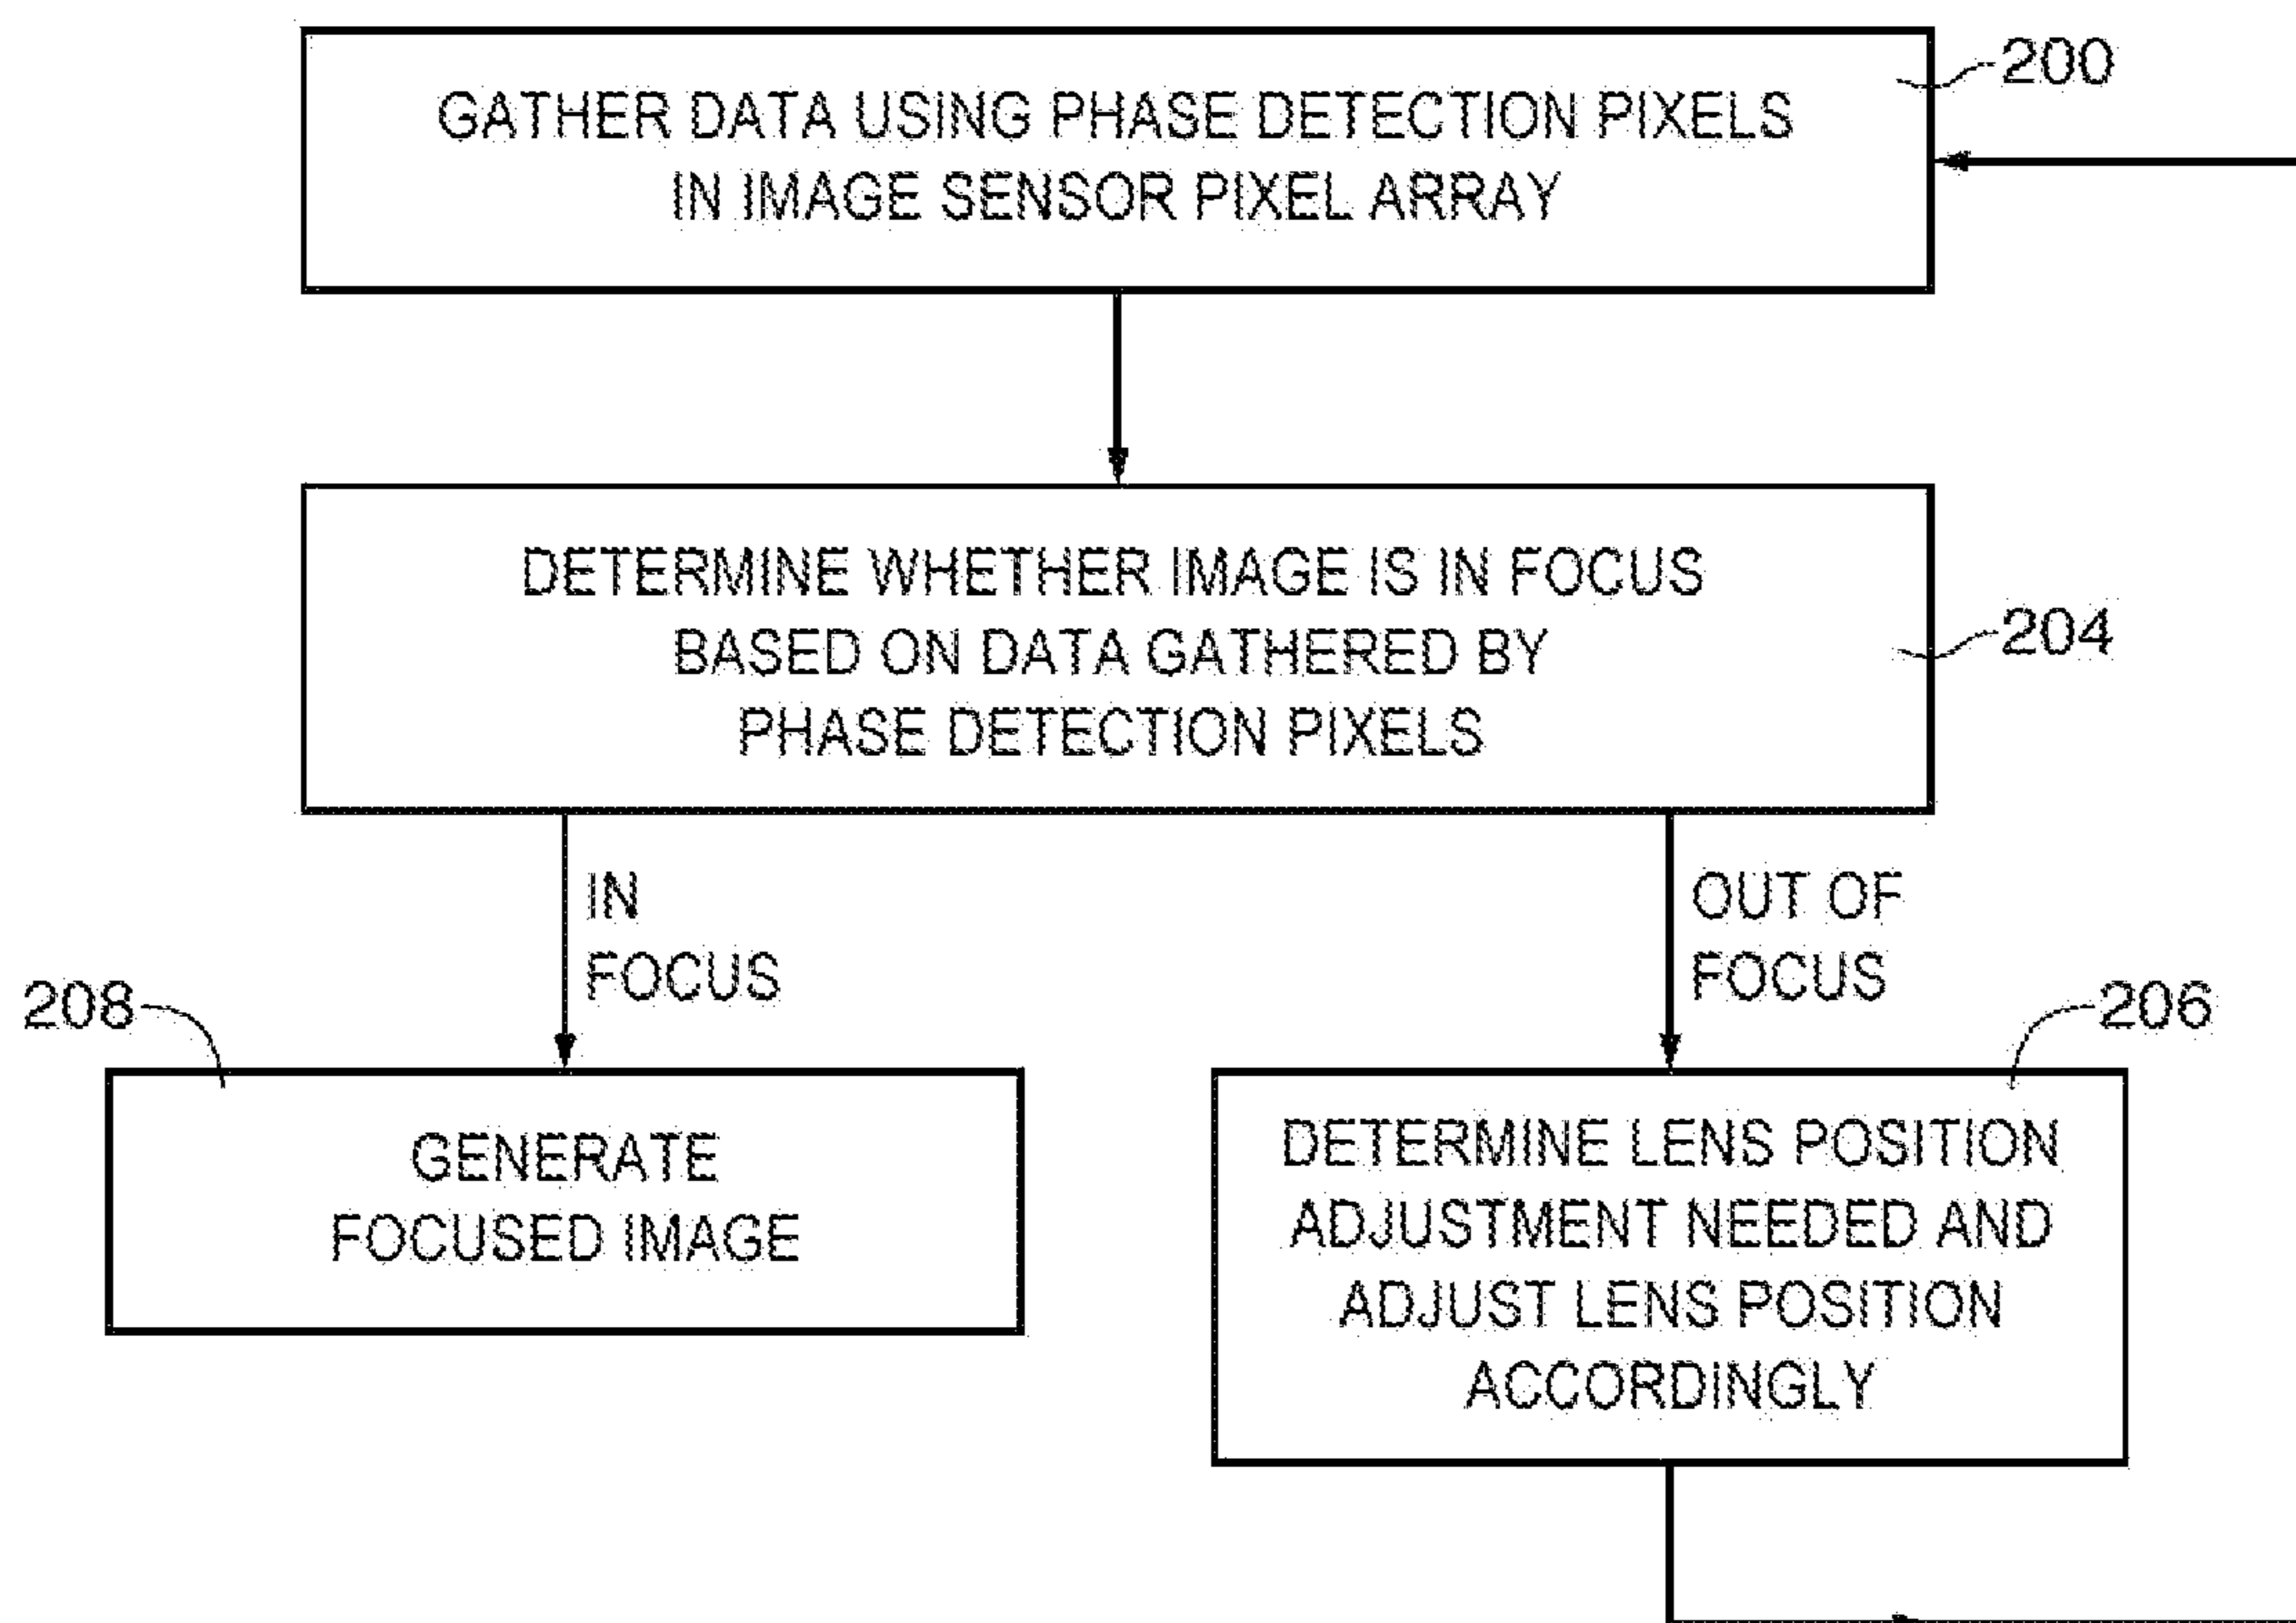 GATHER DATA USING PHASE DETECTION PIXELS
IN IMAGE SENSOR PIXEL ARRAY
200
DETERMINE WHETHER IMAGE IS IN FOCUS
BASED ON DATA GATHERED BY
PHASE DETECTION PIXELS
204
IN
FOCUS
OUT OF
FOCUS
208
206
GENERATE
FOCUSED IMAGE
DETERMINE LENS POSITION
ADJUSTMENT NEEDED AND
ADJUST LENS POSITION
ACCORDINGLY